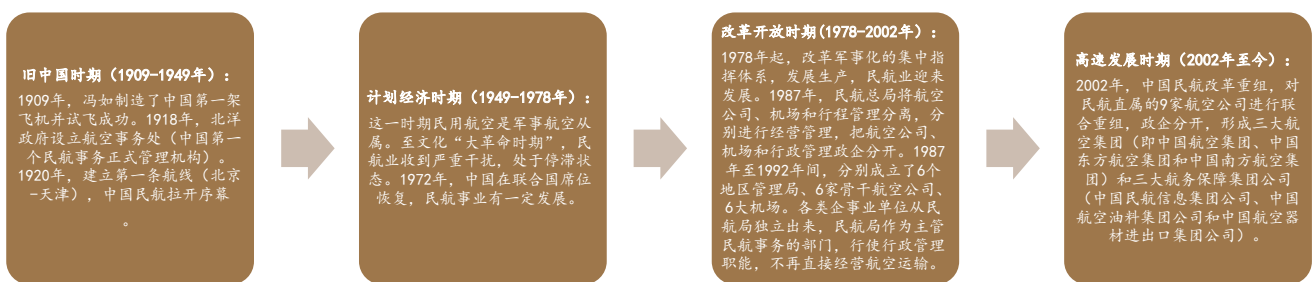 旧中国时期（1909-1949年）：
1909年，冯如制造了中国第一架
飞机并试飞成功。1918年，北洋
政府设立航空事务处（中国第一
个民航事务正式管理机构）。
1920年，建立第一条航线（北京
-天津），中国民航拉开序幕
。
计划经济时期（1949-1978年）：
这一时期民用航空是军事航空从
属。至文化“大革命时期”，民
航业收到严重干扰，处于停滞状
态。1972年，中国在联合国席位
恢复，民航事业有一定发展。
改革开放时期(1978-2002年）：
1978年起，改革军事化的集中指
挥体系，发展生产，民航业迎来
发展。1987年，民航总局将航空
公司、机场和行程管理分离，分
别进行经营管理，把航空公司、
机场和行政管理政企分开。1987
年至1992年间，分别成立了6个
地区管理局、6家骨干航空公司、
6大机场。各类企事业单位从民
航局独立出来，民航局作为主管
民航事务的部门，行使行政管理
职能，不再直接经营航空运输。
高速发展时期（2002年至今）：
2002年，中国民航改革重组，对
民航直属的9家航空公司进行联
合重组，政企分开，形成三大航
空集团（即中国航空集团、中国
东方航空集团和中国南方航空集
团）和三大航务保障集团公司
（中国民航信息集团公司、中国
航空油料集团公司和中国航空器
材进出口集团公司）。